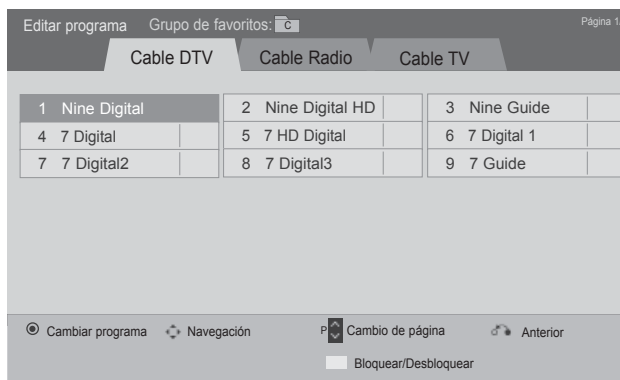 Editar programa Grupo de favoritos: C Página 1
Cable DTV Cable Radio Cable TV
1 Nine Digital 2 Nine Digital HD 3 Nine Guide
4 7 Digital 5 7 HD Digital 6 7 Digital 1
7 7 Digital2 8 7 Digital3 9 7 Guide
Cambiar programa Navegación P Cambio de página Anterior
Bloquear/Desbloquear